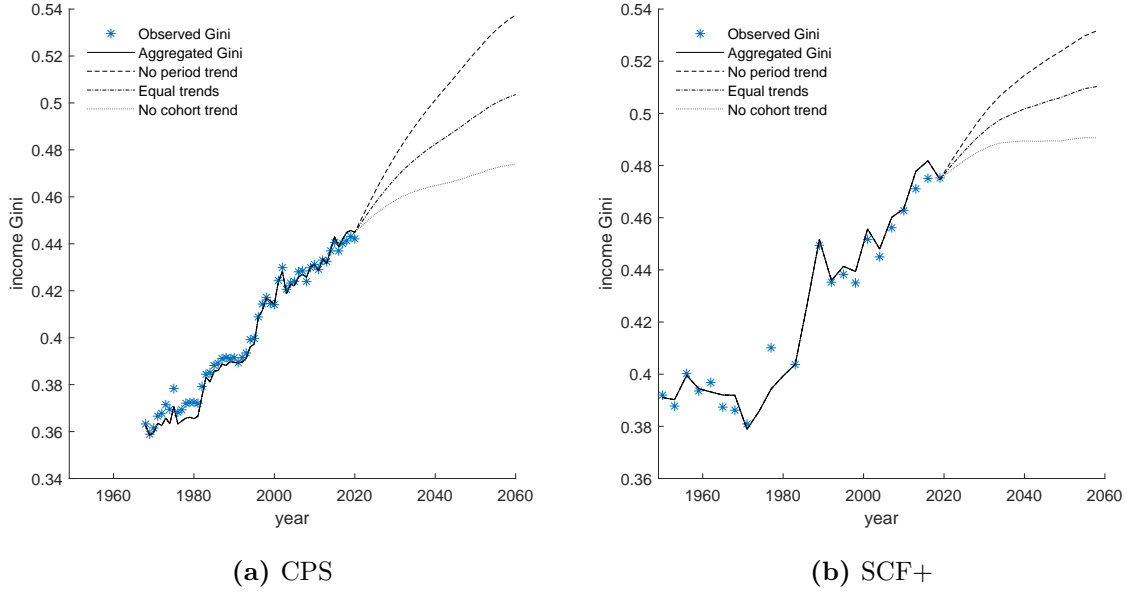 0.54
0.52
0.5
0.48
0.46
0.44
0.42
0.4
0.38
0.36
0.34
income Gini
Observed Gini
Aggregated Gini
No period trend
Equal trends
No cohort trend
1960 1980 2000 2020 2040 2060
year
(a) CPS
0.54
0.52
0.5
0.48
0.46
0.44
0.42
0.4
0.38
0.36
income Gini
Observed Gini
Aggregated Gini
No period trend
Equal trends
No cohort trend
1960 1980 2000 2020 2040 2060
year
(b) SCF+